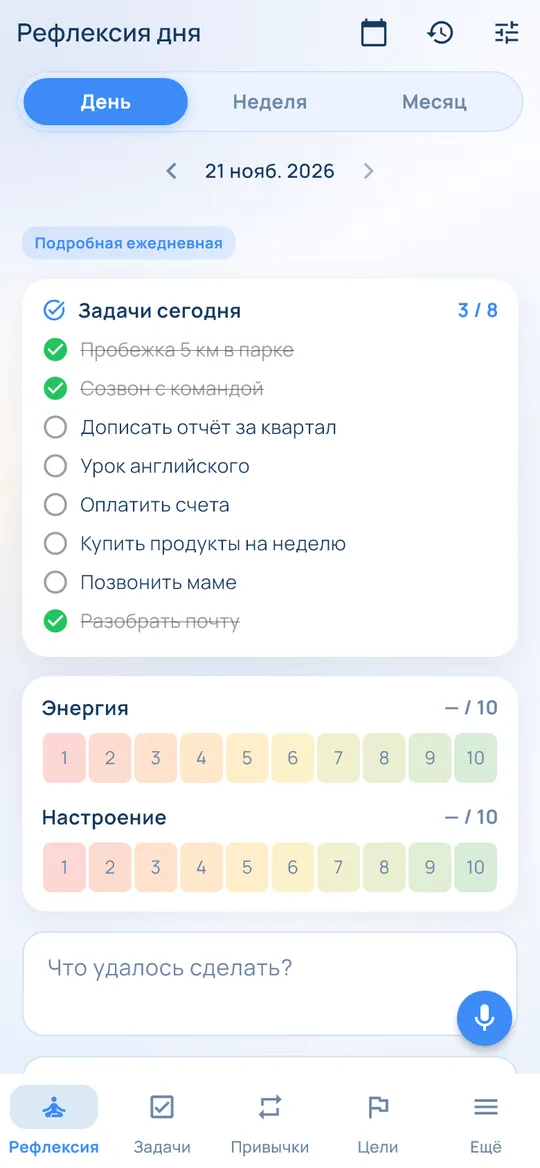 Рефлексия дня
День Неделя Месяц
21 нояб. 2026
Подробная ежедневная
Задачи сегодня 3 / 8
Пробежка 5 км в парке
Созвон с командой
Дописать отчёт за квартал
Урок английского
Оплатить счета
Купить продукты на неделю
Позвонить маме
Разобрать почту
Энергия — / 10
1 2 3 4 5 6 7 8 9 10
Настроение — / 10
1 2 3 4 5 6 7 8 9 10
Что удалось сделать?
Рефлексия Задачи Привычки Цели Ещё